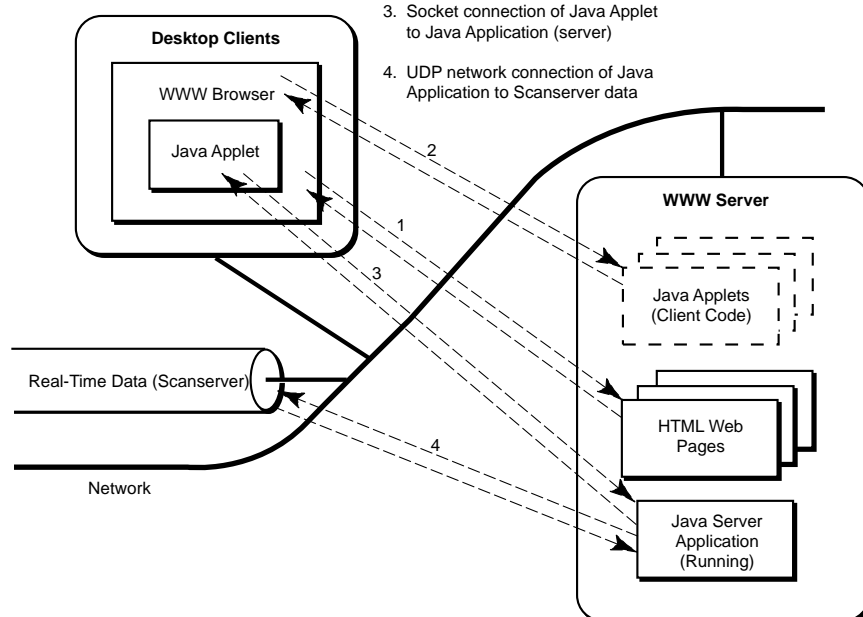 3. Socket connection of Java Applet
to Java Application (server)
4. UDP network connection of Java
Application to Scanserver data
Desktop Clients
WWW Browser
Java Applet
2
1
3
WWW Server
Java Applets
(Client Code)
Real-Time Data (Scanserver)
HTML Web
Pages
4
Network
Java Server
Application
(Running)